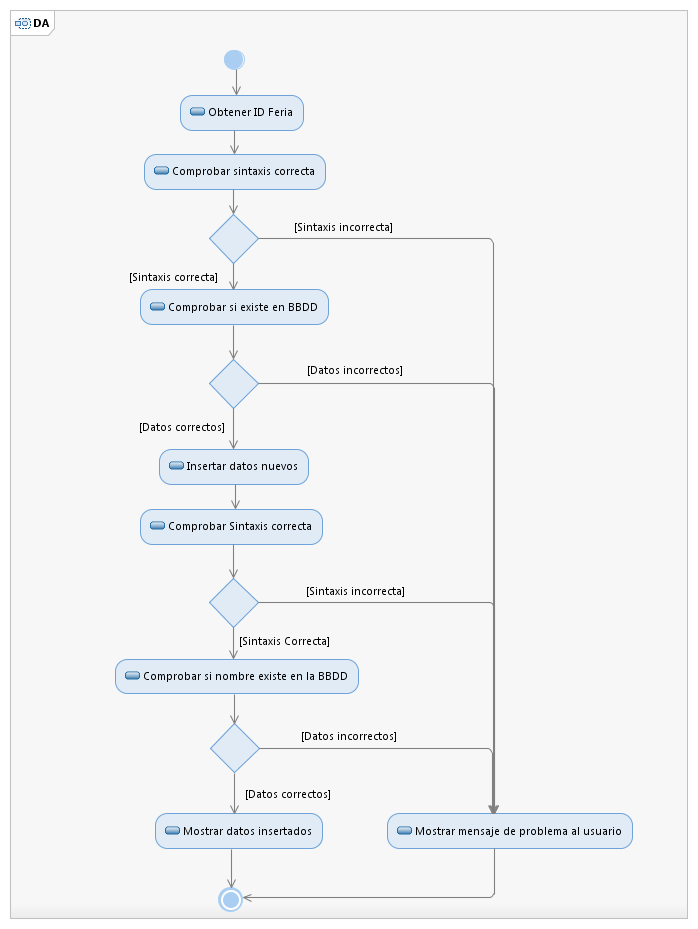 DA
Obtener ID Feria
Comprobar sintaxis correcta
[Sintaxis incorrecta]
[Sintaxis correcta]
Comprobar si existe en BBDD
[Datos incorrectos]
[Datos correctos]
Insertar datos nuevos
Comprobar Sintaxis correcta
[Sintaxis incorrecta]
[Sintaxis Correcta]
Comprobar si nombre existe en la BBDD
[Datos incorrectos]
[Datos correctos]
Mostrar datos insertados
Mostrar mensaje de problema al usuario